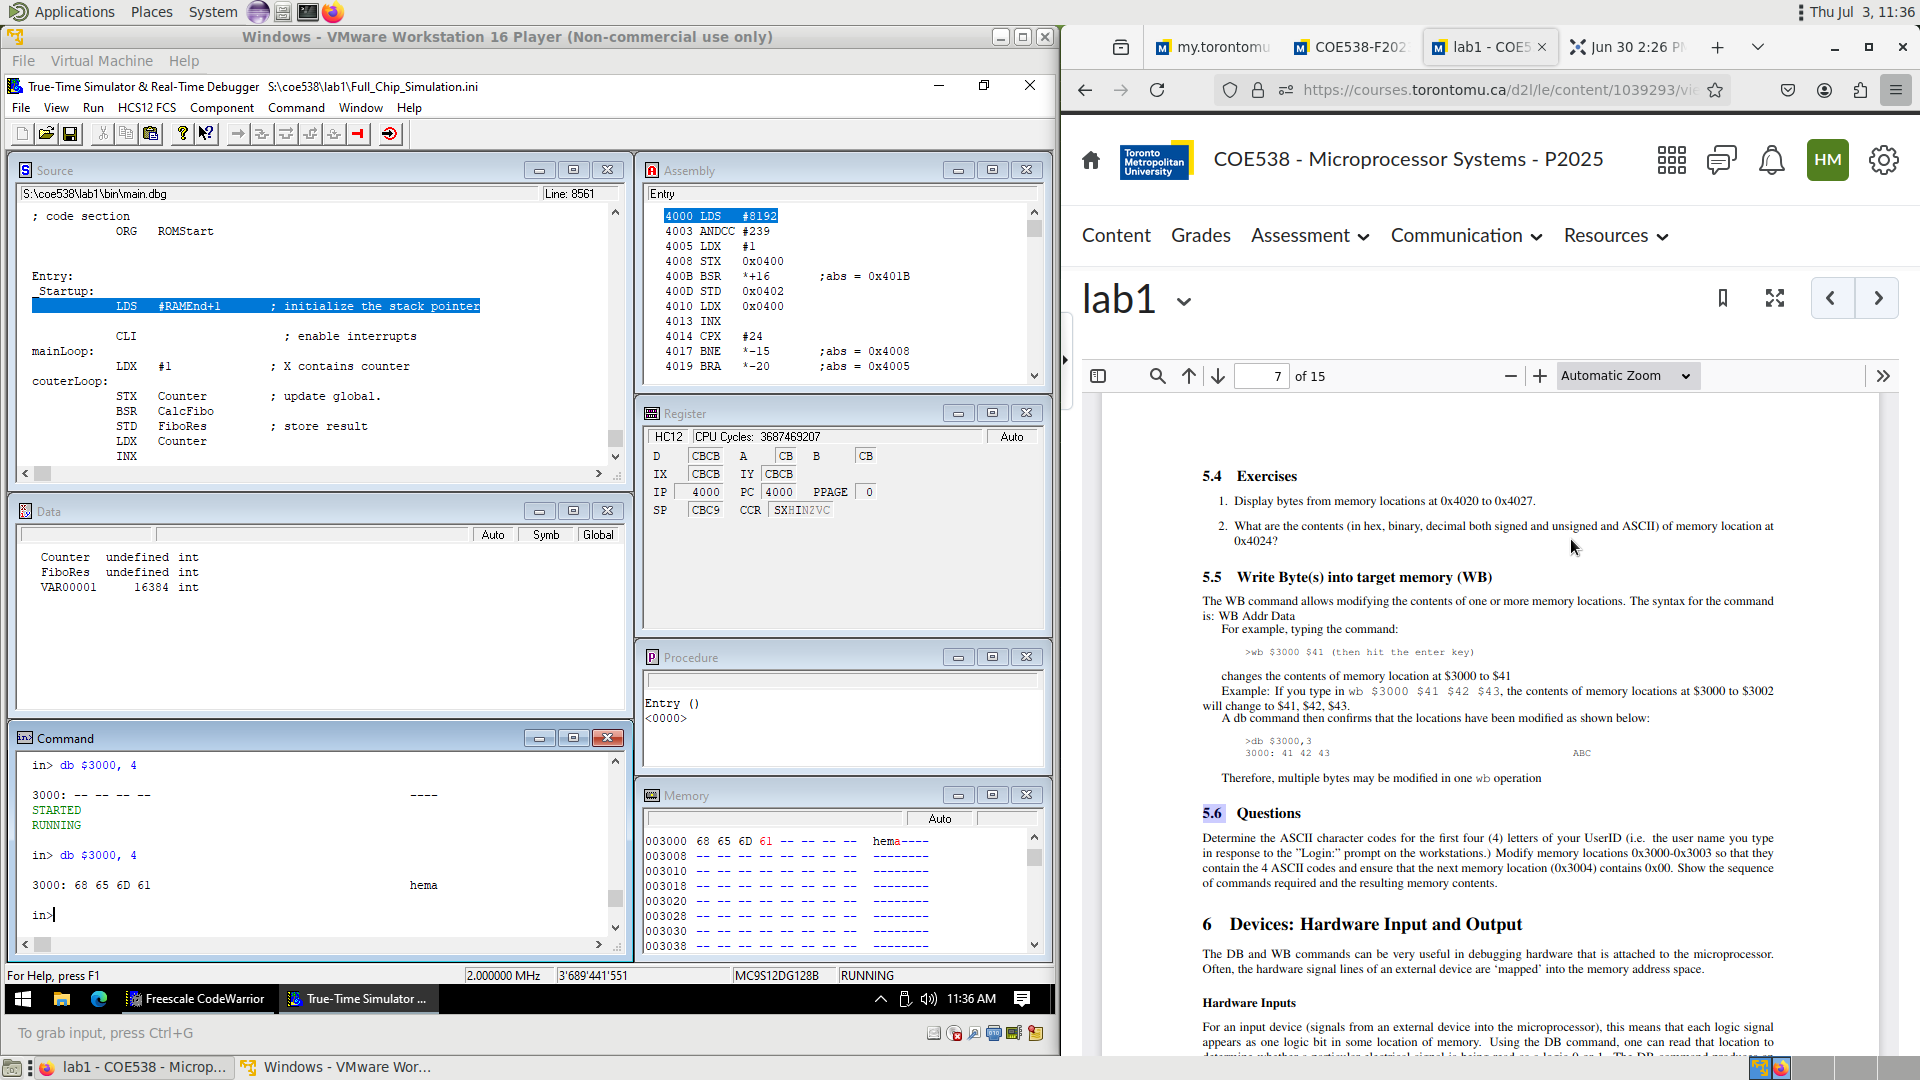 Applications Places System
Thu Jul 3, 11:36
Windows - VMware Workstation 16 Player (Non-commercial use only)
File Virtual Machine Help
True-Time Simulator & Real-Time Debugger S:\coe538\lab1\Full_Chip_Simulation.ini
File View Run HCS12 FCS Component Command Window Help
Source
S:\coe538\lab1\bin\main.dbg
Line: 8561
; code section
ORG ROMStart
Entry:
_Startup:
LDS #RAMEnd+1 ; initialize the stack pointer
CLI ; enable interrupts
mainLoop:
LDX #1 ; X contains counter
couterLoop:
STX Counter ; update global.
BSR CalcFibo
STD FiboRes ; store result
LDX Counter
INX
Assembly
Entry
4000 LDS #8192
4003 ANDCC #239
4005 LDX #1
4008 STX 0x0400
400B BSR *+16 ;abs = 0x401B
400D STD 0x0402
4010 LDX 0x0400
4013 INX
4014 CPX #24
4017 BNE *-15 ;abs = 0x4008
4019 BRA *-20 ;abs = 0x4005
Register
HC12 CPU Cycles: 3687469207 Auto
D CBCB A CB B CB
IX CBCB IY CBCB
IP 4000 PC 4000 PPAGE 0
SP CBC9 CCR SXHINZVC
Data
Auto Symb Global
Counter undefined int
FiboRes undefined int
VAR00001 16384 int
Procedure
Entry ()
<0000>
Command
in> db $3000, 4
3000: -- -- -- -- ----
STARTED
RUNNING
in> db $3000, 4
3000: 68 65 6D 61 hema
in>
Memory
Auto
003000 68 65 6D 61 -- -- -- -- hema----
003008 -- -- -- -- -- -- -- -- --------
003010 -- -- -- -- -- -- -- -- --------
003018 -- -- -- -- -- -- -- -- --------
003020 -- -- -- -- -- -- -- -- --------
003028 -- -- -- -- -- -- -- -- --------
003030 -- -- -- -- -- -- -- -- --------
003038 -- -- -- -- -- -- -- -- --------
For Help, press F1
2.000000 MHz 3'689'441'551 MC9S12DG128B RUNNING
Freescale CodeWarrior
True-Time Simulator ...
11:36 AM
To grab input, press Ctrl+G
lab1 - COE538 - Microp...
Windows - VMware Wor...
my.torontomu
COE538-F202
lab1 - COE5
Jun 30 2:26 P
https://courses.torontomu.ca/d2l/le/content/1039293/vi
Toronto
Metropolitan
University
COE538 - Microprocessor Systems - P2025
HM
Content Grades Assessment Communication Resources
lab1
7 of 15
Automatic Zoom
5.4 Exercises
1. Display bytes from memory locations at 0x4020 to 0x4027.
2. What are the contents (in hex, binary, decimal both signed and unsigned and ASCII) of memory location at
0x4024?
5.5 Write Byte(s) into target memory (WB)
The WB command allows modifying the contents of one or more memory locations. The syntax for the command
is: WB Addr Data
For example, typing the command:
>wb $3000 $41 (then hit the enter key)
changes the contents of memory location at $3000 to $41
Example: If you type in wb $3000 $41 $42 $43, the contents of memory locations at $3000 to $3002
will change to $41, $42, $43.
A db command then confirms that the locations have been modified as shown below:
>db $3000,3
3000: 41 42 43 ABC
Therefore, multiple bytes may be modified in one wb operation
5.6 Questions
Determine the ASCII character codes for the first four (4) letters of your UserID (i.e. the user name you type
in response to the "Login:" prompt on the workstations.) Modify memory locations 0x3000-0x3003 so that they
contain the 4 ASCII codes and ensure that the next memory location (0x3004) contains 0x00. Show the sequence
of commands required and the resulting memory contents.
6 Devices: Hardware Input and Output
The DB and WB commands can be very useful in debugging hardware that is attached to the microprocessor.
Often, the hardware signal lines of an external device are 'mapped' into the memory address space.
Hardware Inputs
For an input device (signals from an external device into the microprocessor), this means that each logic signal
appears as one logic bit in some location of memory. Using the DB command, one can read that location to